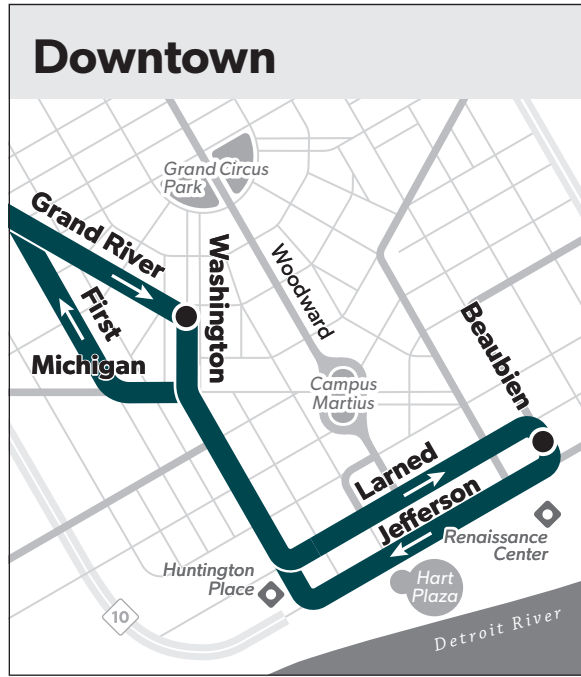 Downtown
Grand Circus
Park
Grand River
Washington
Woodward
First
Beaubien
Michigan
Campus
Martius
Larned
Jefferson
Renaissance
Center
Huntington
Place
Hart
Plaza
10
Detroit River